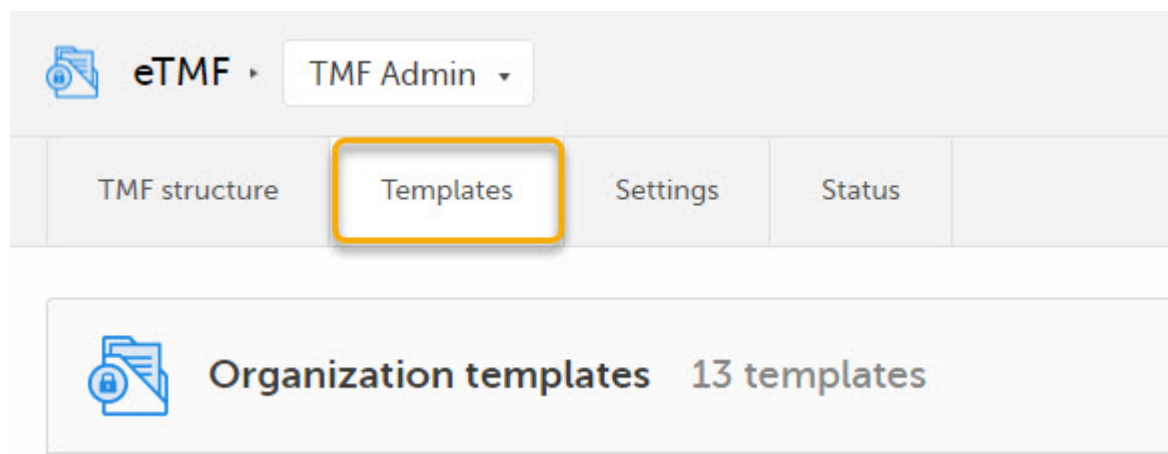 eTMF TMF Admin
TMF structure Templates Settings Status
Organization templates 13 templates